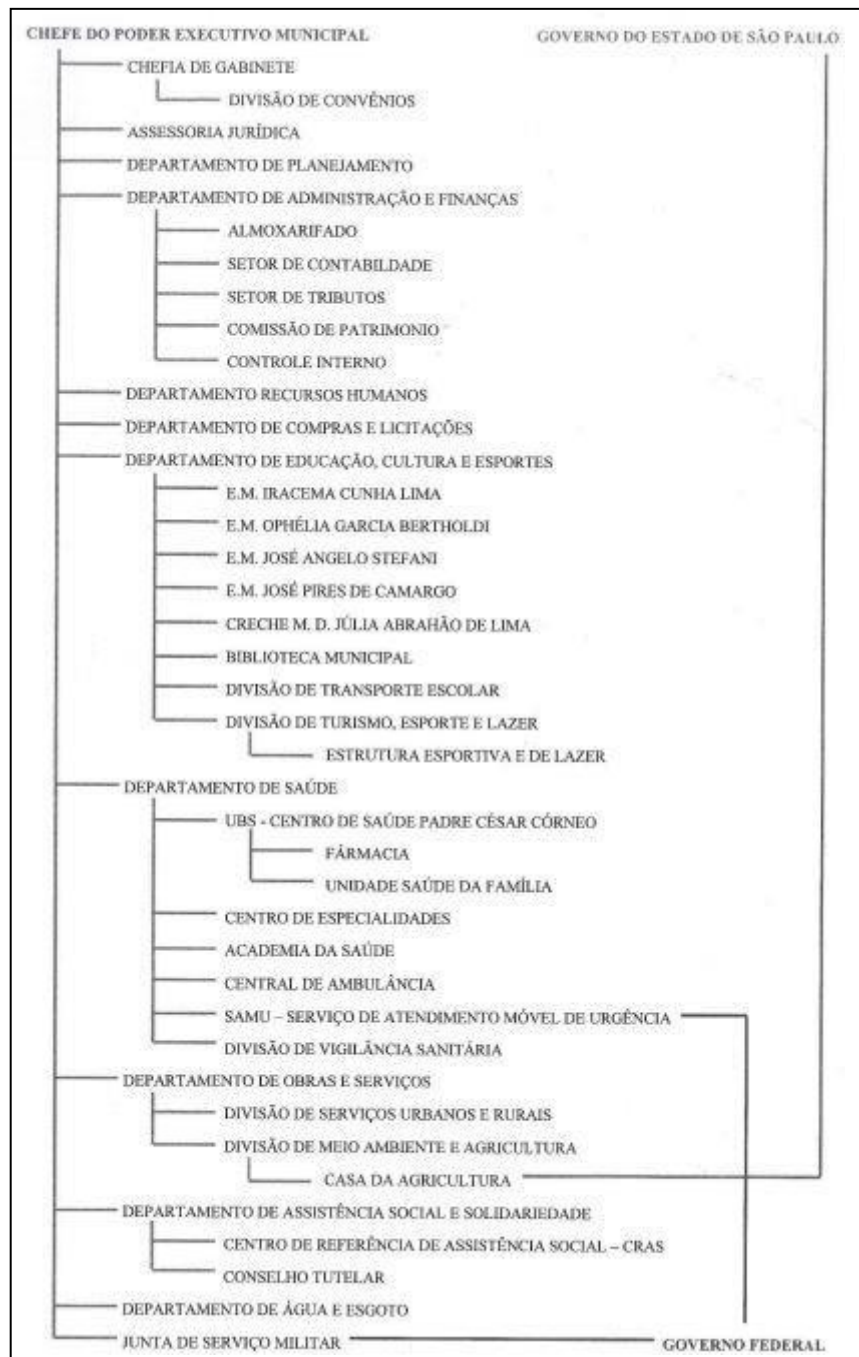 CHEFE DO PODER EXECUTIVO MUNICIPAL
GOVERNO DO ESTADO DE SÃO PAULO
CHEFIA DE GABINETE
DIVISÃO DE CONVÊNIOS
ASSESSORIA JURÍDICA
DEPARTAMENTO DE PLANEJAMENTO
DEPARTAMENTO DE ADMINISTRAÇÃO E FINANÇAS
ALMOXARIFADO
SETOR DE CONTABILDADE
SETOR DE TRIBUTOS
COMISSÃO DE PATRIMONIO
CONTROLE INTERNO
DEPARTAMENTO RECURSOS HUMANOS
DEPARTAMENTO DE COMPRAS E LICITAÇÕES
DEPARTAMENTO DE EDUCAÇÃO, CULTURA E ESPORTES
E.M. IRACEMA CUNHA LIMA
E.M. OPHÉLIA GARCIA BERTHOLDI
E.M. JOSÉ ANGELO STEFANI
E.M. JOSÉ PIRES DE CAMARGO
CRECHE M. D. JÚLIA ABRAHÃO DE LIMA
BIBLIOTECA MUNICIPAL
DIVISÃO DE TRANSPORTE ESCOLAR
DIVISÃO DE TURISMO, ESPORTE E LAZER
ESTRUTURA ESPORTIVA E DE LAZER
DEPARTAMENTO DE SAÚDE
UBS - CENTRO DE SAÚDE PADRE CÉSAR CÓRNEO
FÁRMACIA
UNIDADE SAÚDE DA FAMÍLIA
CENTRO DE ESPECIALIDADES
ACADEMIA DA SAÚDE
CENTRAL DE AMBULÂNCIA
SAMU – SERVIÇO DE ATENDIMENTO MÓVEL DE URGÊNCIA
DIVISÃO DE VIGILÂNCIA SANITÁRIA
DEPARTAMENTO DE OBRAS E SERVIÇOS
DIVISÃO DE SERVIÇOS URBANOS E RURAIS
DIVISÃO DE MEIO AMBIENTE E AGRICULTURA
CASA DA AGRICULTURA
DEPARTAMENTO DE ASSISTÊNCIA SOCIAL E SOLIDARIEDADE
CENTRO DE REFERÊNCIA DE ASSISTÊNCIA SOCIAL – CRAS
CONSELHO TUTELAR
DEPARTAMENTO DE ÁGUA E ESGOTO
JUNTA DE SERVIÇO MILITAR
GOVERNO FEDERAL